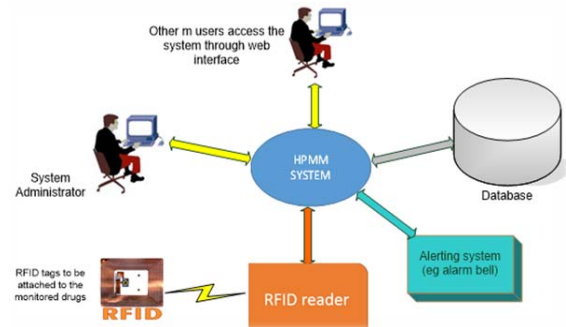 Other m users access the
system through web
interface
HPMM
SYSTEM
System
Administrator
Database
Alerting system
(eg alarm bell)
RFID tags to be
attached to the
monitored drugs
RFID
RFID reader